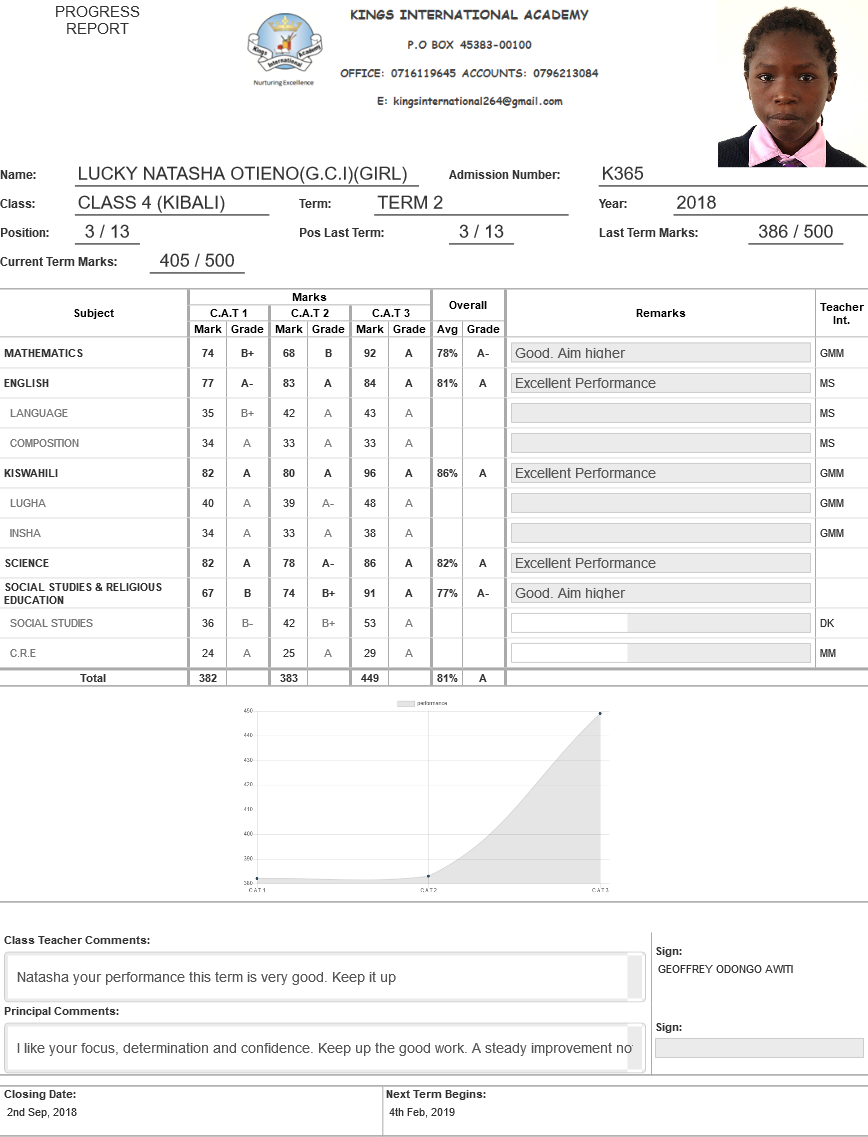 PROGRESS
REPORT
KINGS INTERNATIONAL ACADEMY
P.O BOX 45383-00100
OFFICE: 0716119645 ACCOUNTS: 0796213084
E: kingsinternational264@gmail.com
Kings International Academy
Nurturing Excellence
Name: LUCKY NATASHA OTIENO(G.C.I)(GIRL) Admission Number: K365
Class: CLASS 4 (KIBALI) Term: TERM 2 Year: 2018
Position: 3 / 13 Pos Last Term: 3 / 13 Last Term Marks: 386 / 500
Current Term Marks: 405 / 500
Subject Marks Overall Remarks Teacher Int.
C.A.T 1 C.A.T 2 C.A.T 3
Mark Grade Mark Grade Mark Grade Avg Grade
MATHEMATICS 74 B+ 68 B 92 A 78% A- Good. Aim higher GMM
ENGLISH 77 A- 83 A 84 A 81% A Excellent Performance MS
LANGUAGE 35 B+ 42 A 43 A MS
COMPOSITION 34 A 33 A 33 A MS
KISWAHILI 82 A 80 A 96 A 86% A Excellent Performance GMM
LUGHA 40 A 39 A- 48 A GMM
INSHA 34 A 33 A 38 A GMM
SCIENCE 82 A 78 A- 86 A 82% A Excellent Performance
SOCIAL STUDIES & RELIGIOUS
EDUCATION 67 B 74 B+ 91 A 77% A- Good. Aim higher
SOCIAL STUDIES 36 B- 42 B+ 53 A DK
C.R.E 24 A 25 A 29 A MM
Total 382 383 449 81% A
performance
450
440
430
420
410
400
390
380
CAT1 CAT2 CAT3
Class Teacher Comments:
Natasha your performance this term is very good. Keep it up
Sign:
GEOFFREY ODONGO AWITI
Principal Comments:
I like your focus, determination and confidence. Keep up the good work. A steady improvement no
Sign:
Closing Date: Next Term Begins:
2nd Sep, 2018 4th Feb, 2019